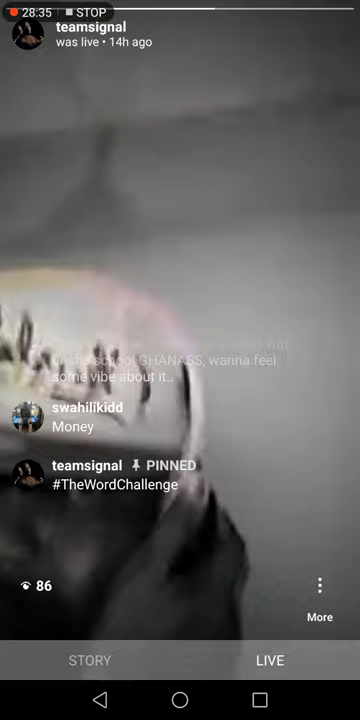 28:35 STOP
teamsignal
was live • 14h ago
school GHANASS, wanna feel
some vibe about it..
swahilikidd
Money
teamsignal PINNED
#TheWordChallenge
86
More
STORY LIVE